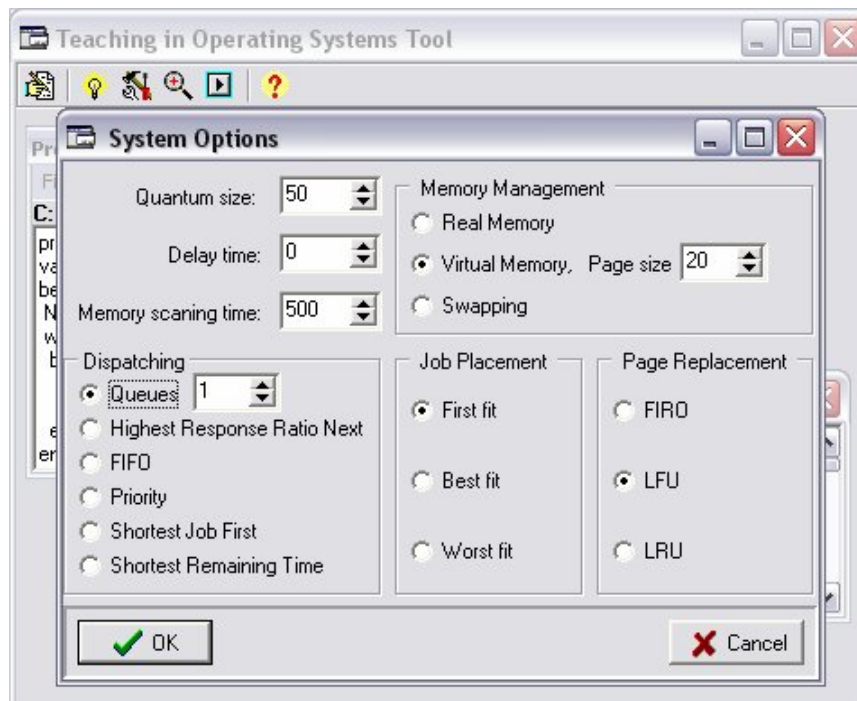 Teaching in Operating Systems Tool
System Options
Quantum size: 50
Delay time: 0
Memory scaning time: 500
Memory Management
Real Memory
Virtual Memory, Page size 20
Swapping
Dispatching
Queues 1
Highest Response Ratio Next
FIFO
Priority
Shortest Job First
Shortest Remaining Time
Job Placement
First fit
Best fit
Worst fit
Page Replacement
FIRO
LFU
LRU
OK
Cancel
C: